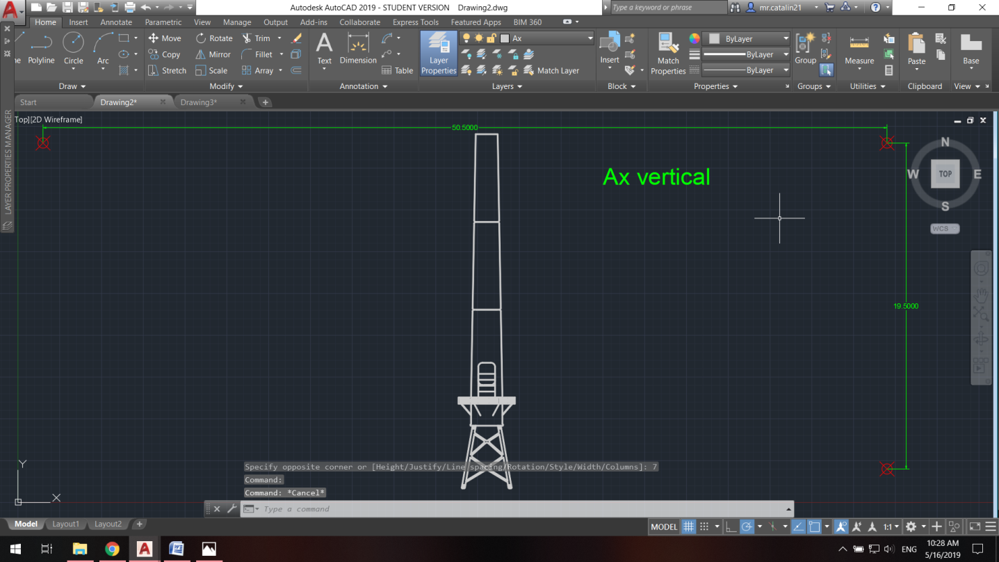 Autodesk AutoCAD 2019 - STUDENT VERSION Drawing2.dwg
Type a keyword or phrase
mr.catalin21
Home Insert Annotate Parametric View Manage Output Add-ins Collaborate Express Tools Featured Apps BIM 360
Polyline Circle Arc
Move Rotate Trim
Copy Mirror Fillet
Stretch Scale Array
Text Dimension Table
Layer Properties
Ax
Match Layer
Insert
Match Properties
ByLayer
ByLayer
ByLayer
Group Measure Paste Base
Draw Modify Annotation Layers Block Properties Groups Utilities Clipboard View
Start Drawing2* Drawing3*
LAYER PROPERTIES MANAGER
Top][2D Wireframe]
50.5000
Ax vertical
N
W TOP E
S
WCS
19.5000
Y
X
Specify opposite corner or [Height/Justify/Line spacing/Rotation/Style/Width/Columns]: 7
Command:
Command: *Cancel*
Type a command
Model Layout1 Layout2
MODEL 1:1
ENG
10:28 AM
5/16/2019